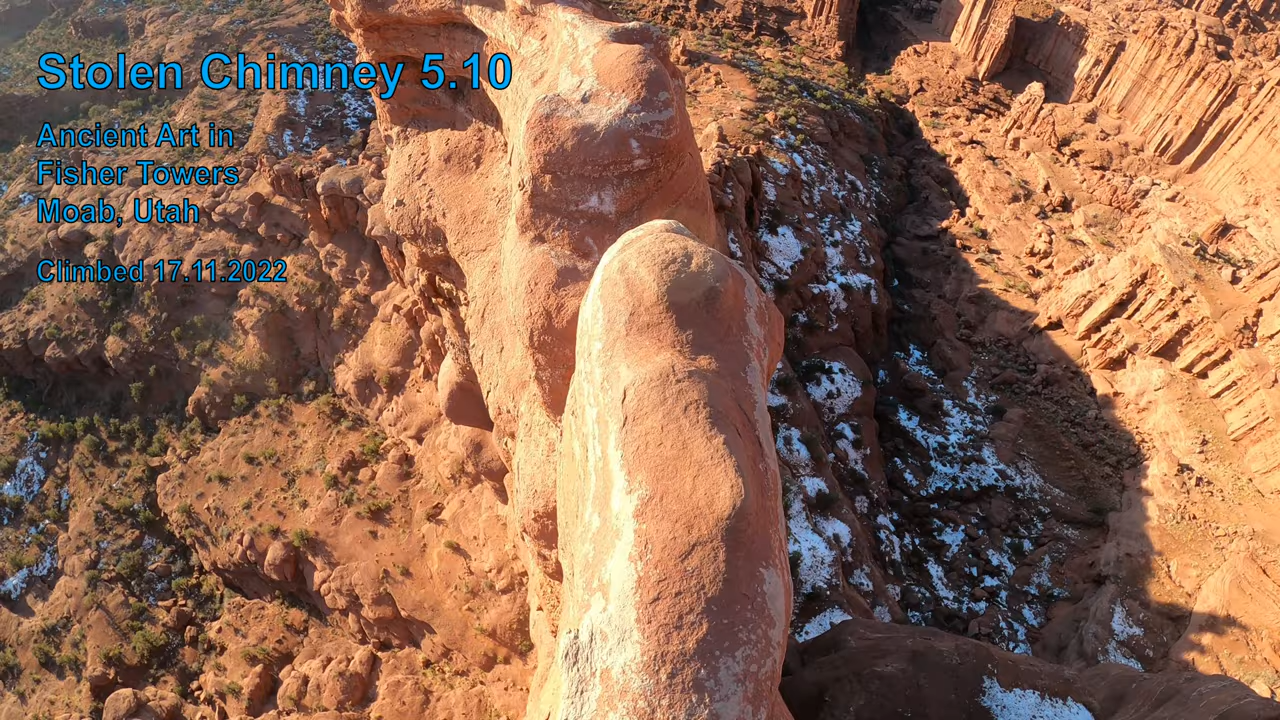 Stolen Chimney 5.10
Ancient Art in
Fisher Towers
Moab, Utah
Climbed 17.11.2022